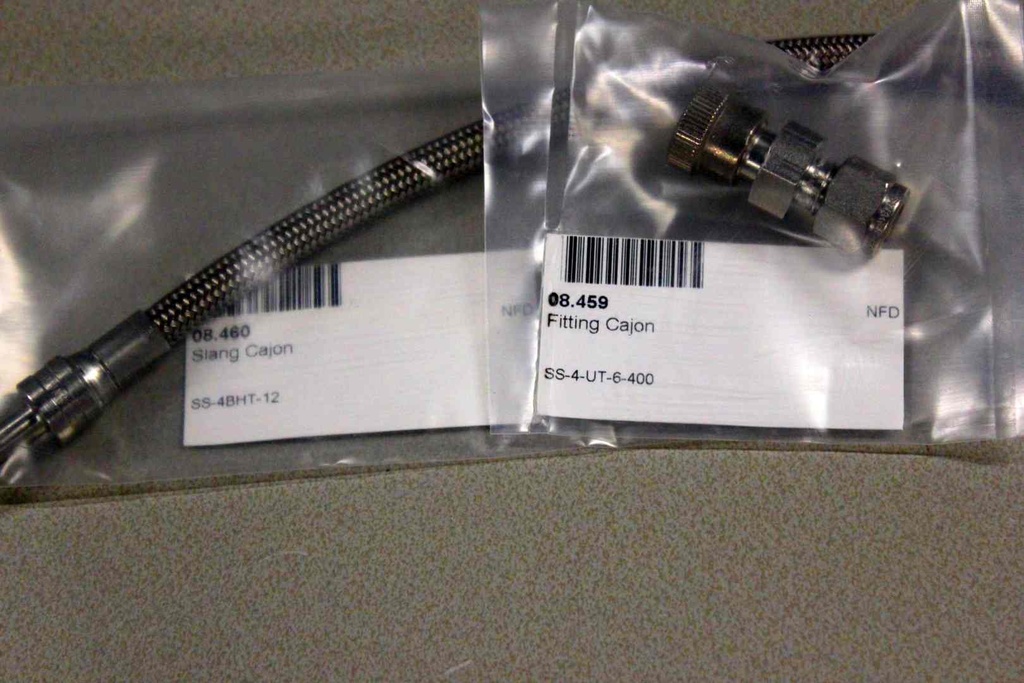 08.460
Slang Cajon
NFD
SS-4BHT-12
08.459
Fitting Cajon
NFD
SS-4-UT-6-400